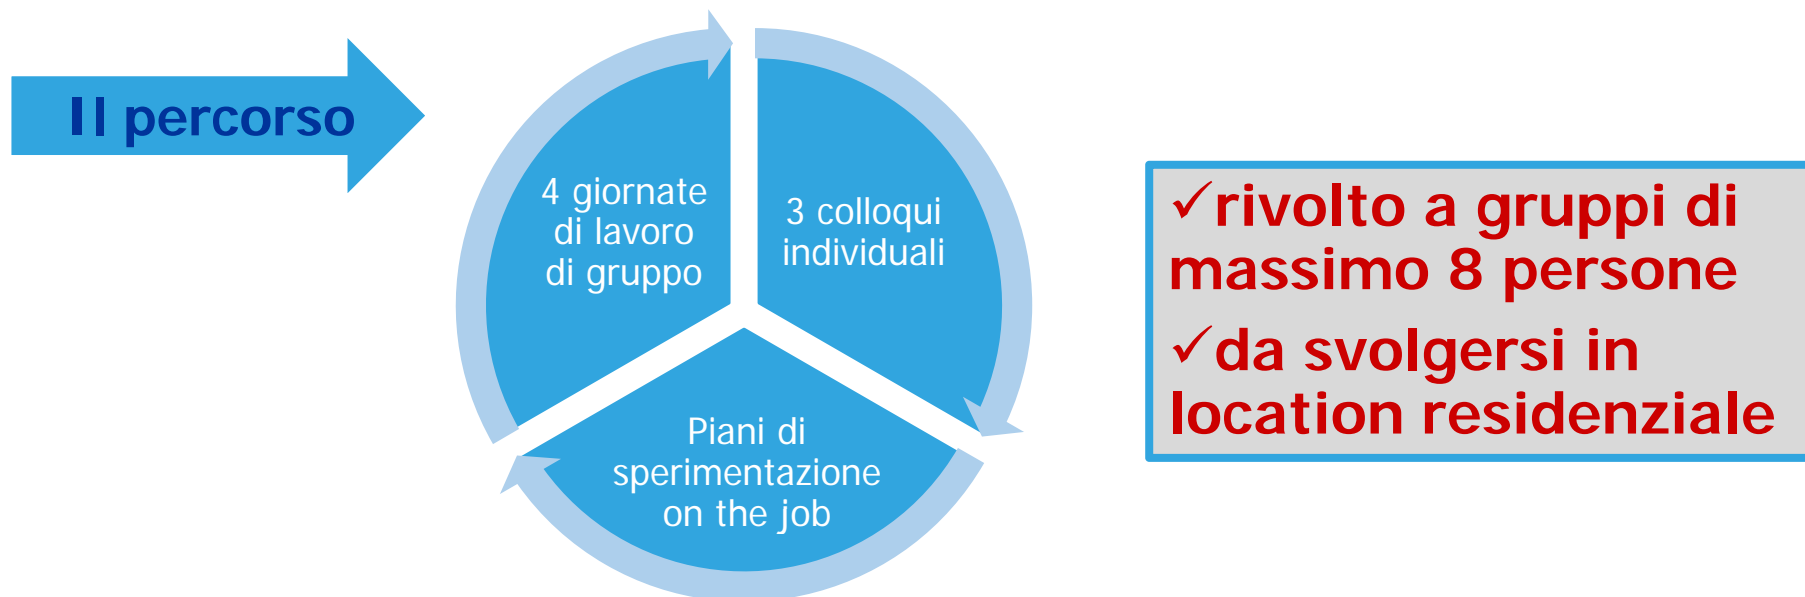 Il percorso
4 giornate
di lavoro
di gruppo
3 colloqui
individuali
Piani di
sperimentazione
on the job
✓rivolto a gruppi di
massimo 8 persone
✓da svolgersi in
location residenziale